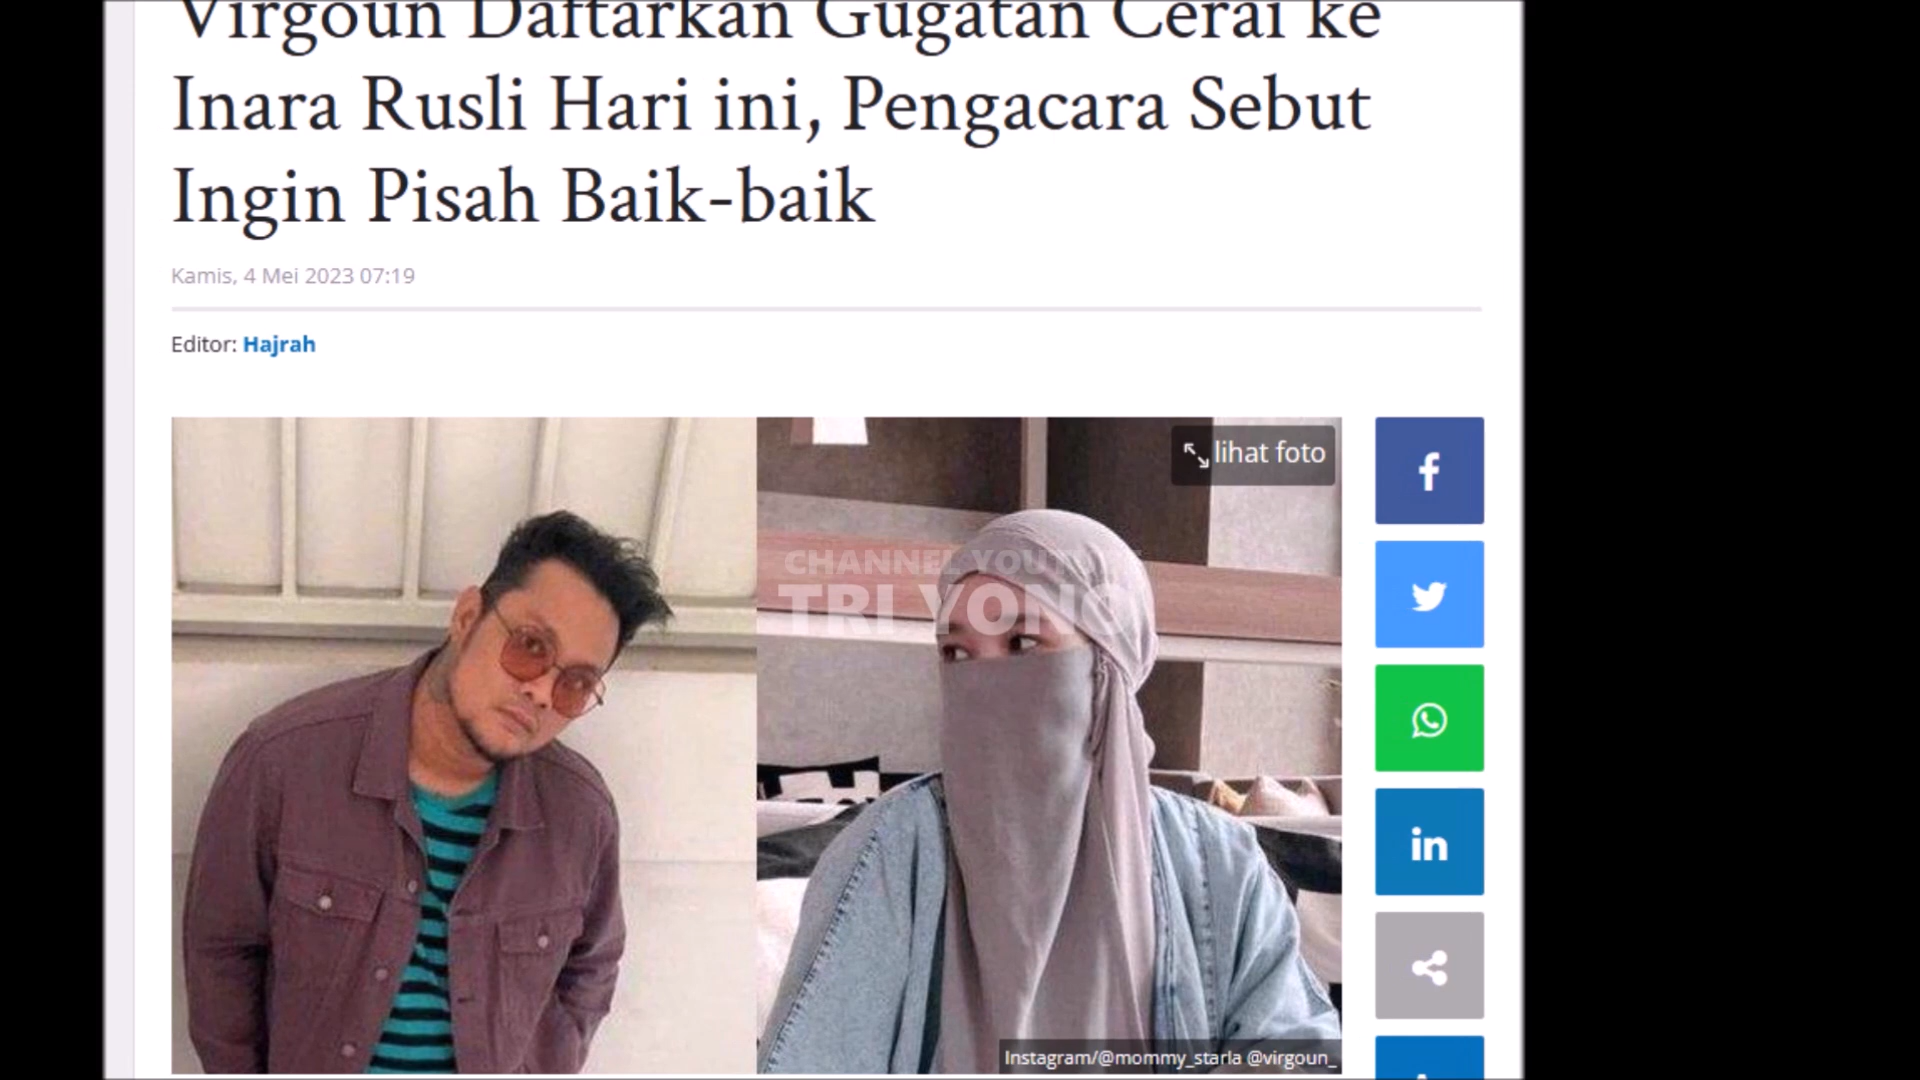 Virgoun Daftarkan Gugatan Cerai ke
Inara Rusli Hari ini, Pengacara Sebut
Ingin Pisah Baik-baik
Kamis, 4 Mei 2023 07:19
Editor: Hajrah
lihat foto
CHANNEL YOUTUBE
TRI YONO
Instagram/@mommy_starla @virgoun_